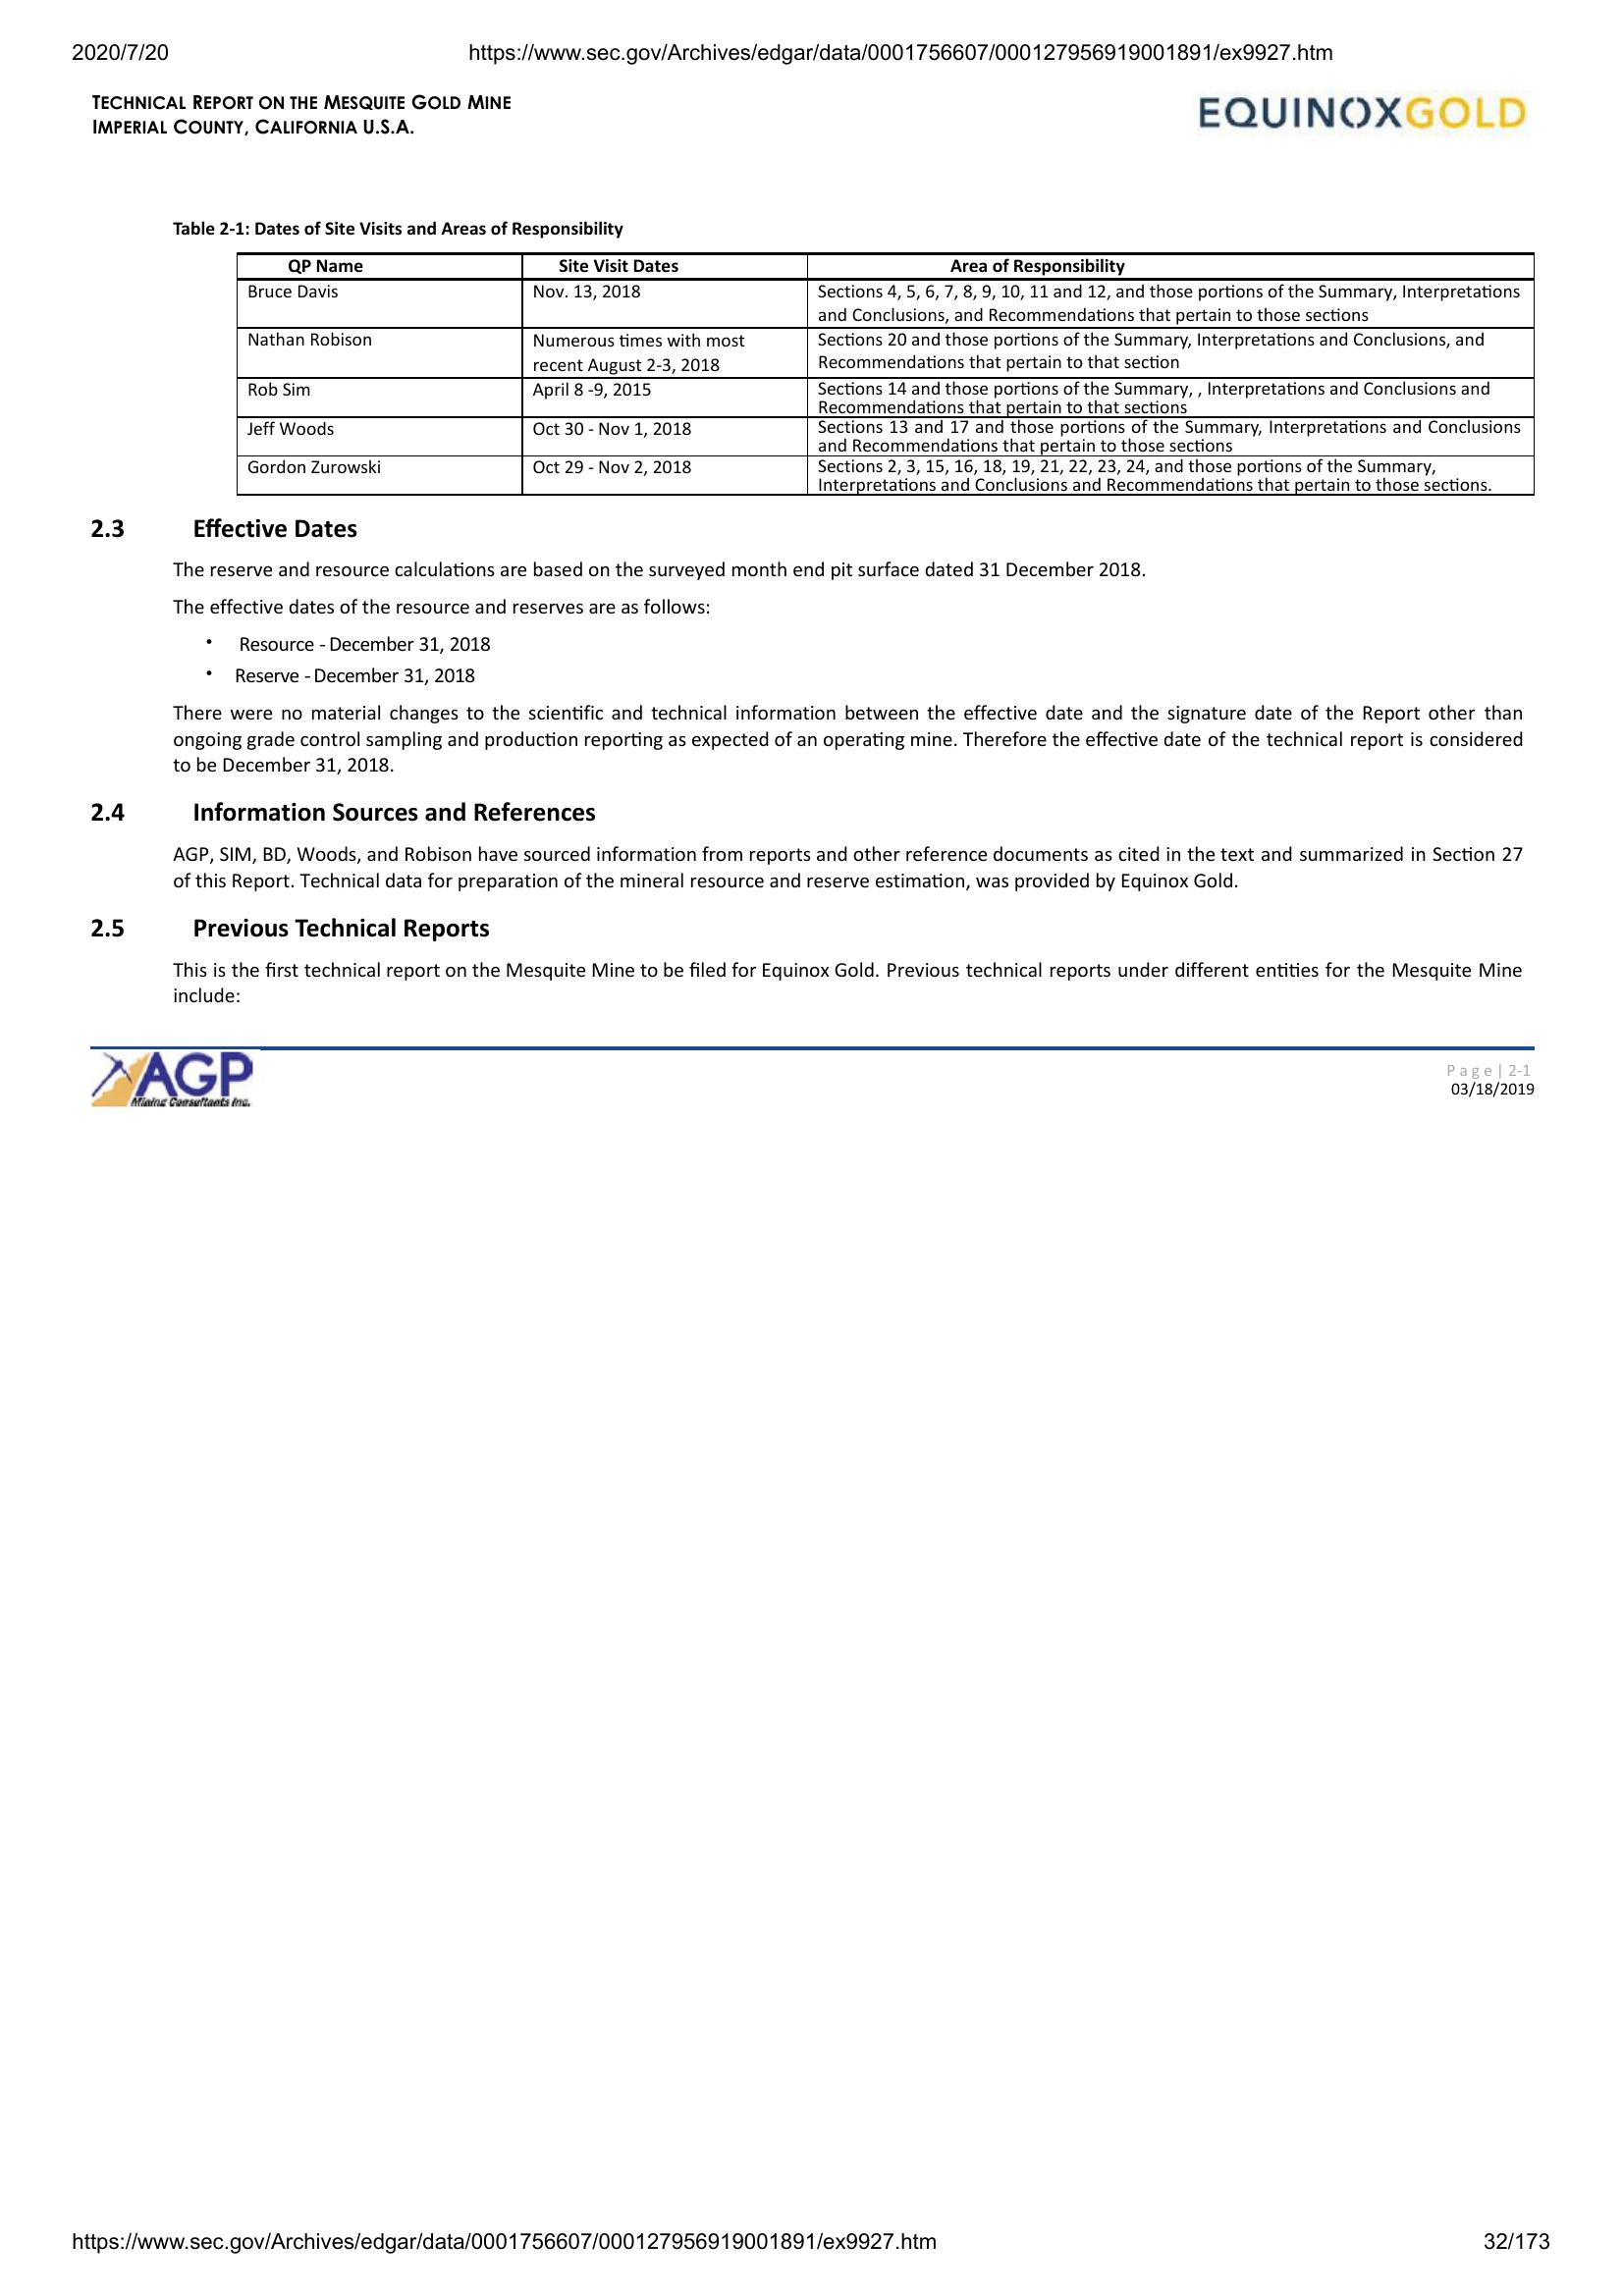 2020/7/20 https://www.sec.gov/Archives/edgar/data/0001756607/000127956919001891/ex9927.htm
TECHNICAL REPORT ON THE MESQUITE GOLD MINE
IMPERIAL COUNTY, CALIFORNIA U.S.A.
EQUINOXGOLD
Table 2-1: Dates of Site Visits and Areas of Responsibility
QP Name Site Visit Dates Area of Responsibility
Bruce Davis Nov. 13, 2018 Sections 4, 5, 6, 7, 8, 9, 10, 11 and 12, and those portions of the Summary, Interpretations
and Conclusions, and Recommendations that pertain to those sections
Nathan Robison Numerous times with most Sections 20 and those portions of the Summary, Interpretations and Conclusions, and
recent August 2-3, 2018 Recommendations that pertain to that section
Rob Sim April 8 -9, 2015 Sections 14 and those portions of the Summary, , Interpretations and Conclusions and
Recommendations that pertain to that sections
Jeff Woods Oct 30 - Nov 1, 2018 Sections 13 and 17 and those portions of the Summary, Interpretations and Conclusions
and Recommendations that pertain to those sections
Gordon Zurowski Oct 29 - Nov 2, 2018 Sections 2, 3, 15, 16, 18, 19, 21, 22, 23, 24, and those portions of the Summary,
Interpretations and Conclusions and Recommendations that pertain to those sections.
2.3 Effective Dates
The reserve and resource calculations are based on the surveyed month end pit surface dated 31 December 2018.
The effective dates of the resource and reserves are as follows:
• Resource - December 31, 2018
• Reserve - December 31, 2018
There were no material changes to the scientific and technical information between the effective date and the signature date of the Report other than
ongoing grade control sampling and production reporting as expected of an operating mine. Therefore the effective date of the technical report is considered
to be December 31, 2018.
2.4 Information Sources and References
AGP, SIM, BD, Woods, and Robison have sourced information from reports and other reference documents as cited in the text and summarized in Section 27
of this Report. Technical data for preparation of the mineral resource and reserve estimation, was provided by Equinox Gold.
2.5 Previous Technical Reports
This is the first technical report on the Mesquite Mine to be filed for Equinox Gold. Previous technical reports under different entities for the Mesquite Mine
include:
AGP
Mining Consultants Inc.
Page | 2-1
03/18/2019
https://www.sec.gov/Archives/edgar/data/0001756607/000127956919001891/ex9927.htm 32/173